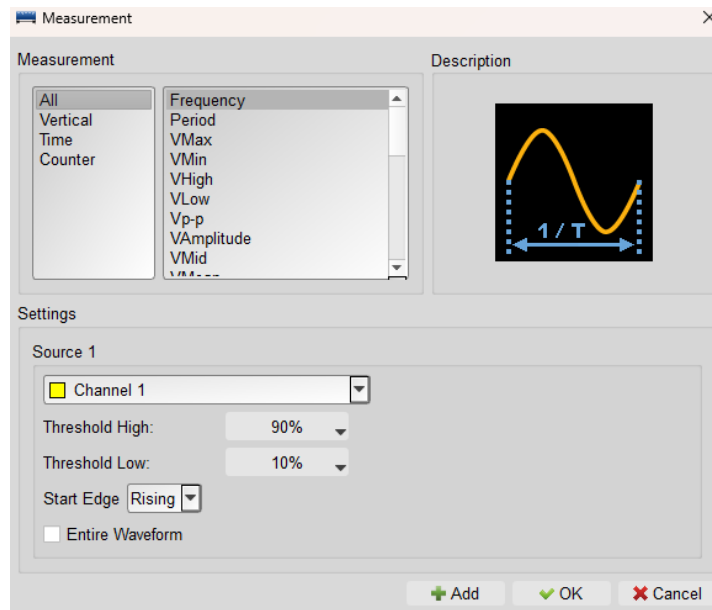 Measurement
Measurement
All
Vertical
Time
Counter
Frequency
Period
VMax
VMin
VHigh
VLow
Vp-p
VAmplitude
VMid
Description
1 / T
Settings
Source 1
Channel 1
Threshold High: 90%
Threshold Low: 10%
Start Edge Rising
Entire Waveform
Add OK Cancel